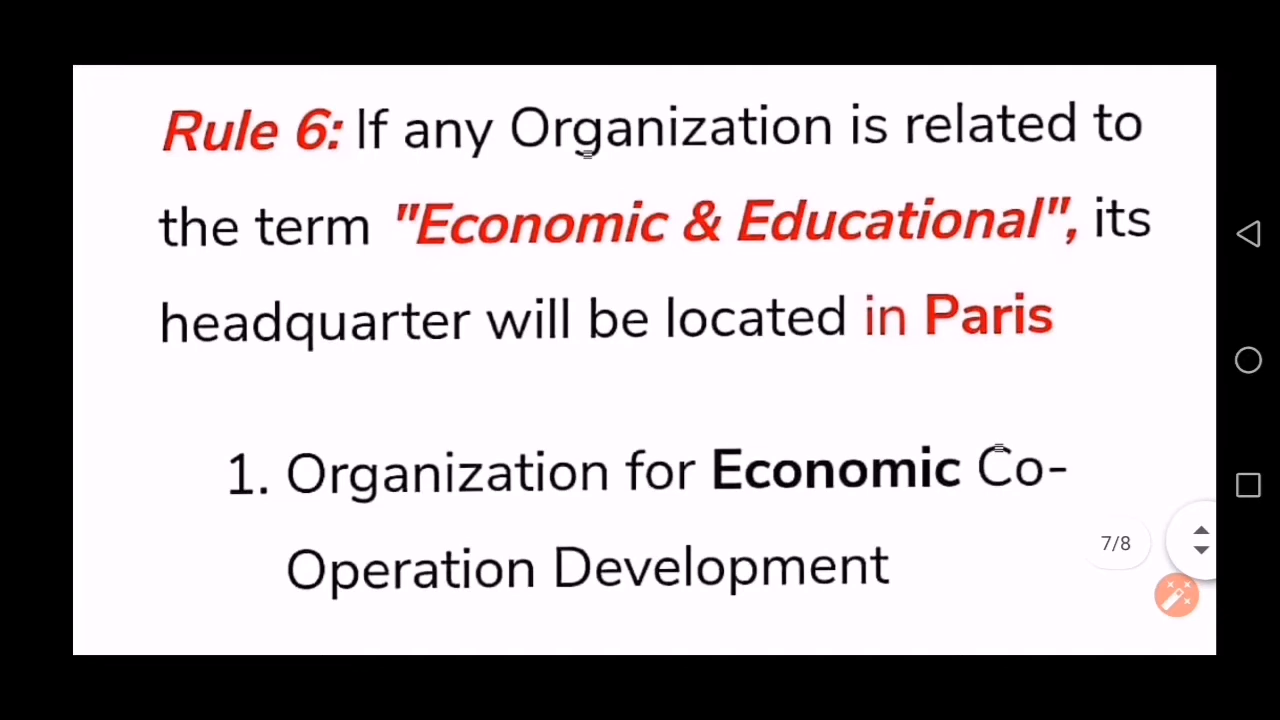 Rule 6: If any Organization is related to
the term "Economic & Educational", its
headquarter will be located in Paris
1. Organization for Economic Co-
Operation Development
7/8